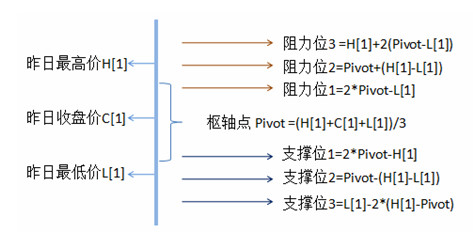 阻力位3 =H[1]+2(Pivot-L[1])
昨日最高价H[1]
阻力位2=Pivot+(H[1]-L[1])
阻力位1=2*Pivot-L[1]
昨日收盘价C[1]
枢轴点 Pivot =(H[1]+C[1]+L[1])/3
支撑位1=2*Pivot-H[1]
昨日最低价L[1]
支撑位2=Pivot-(H[1]-L[1])
支撑位3=L[1]-2*(H[1]-Pivot)